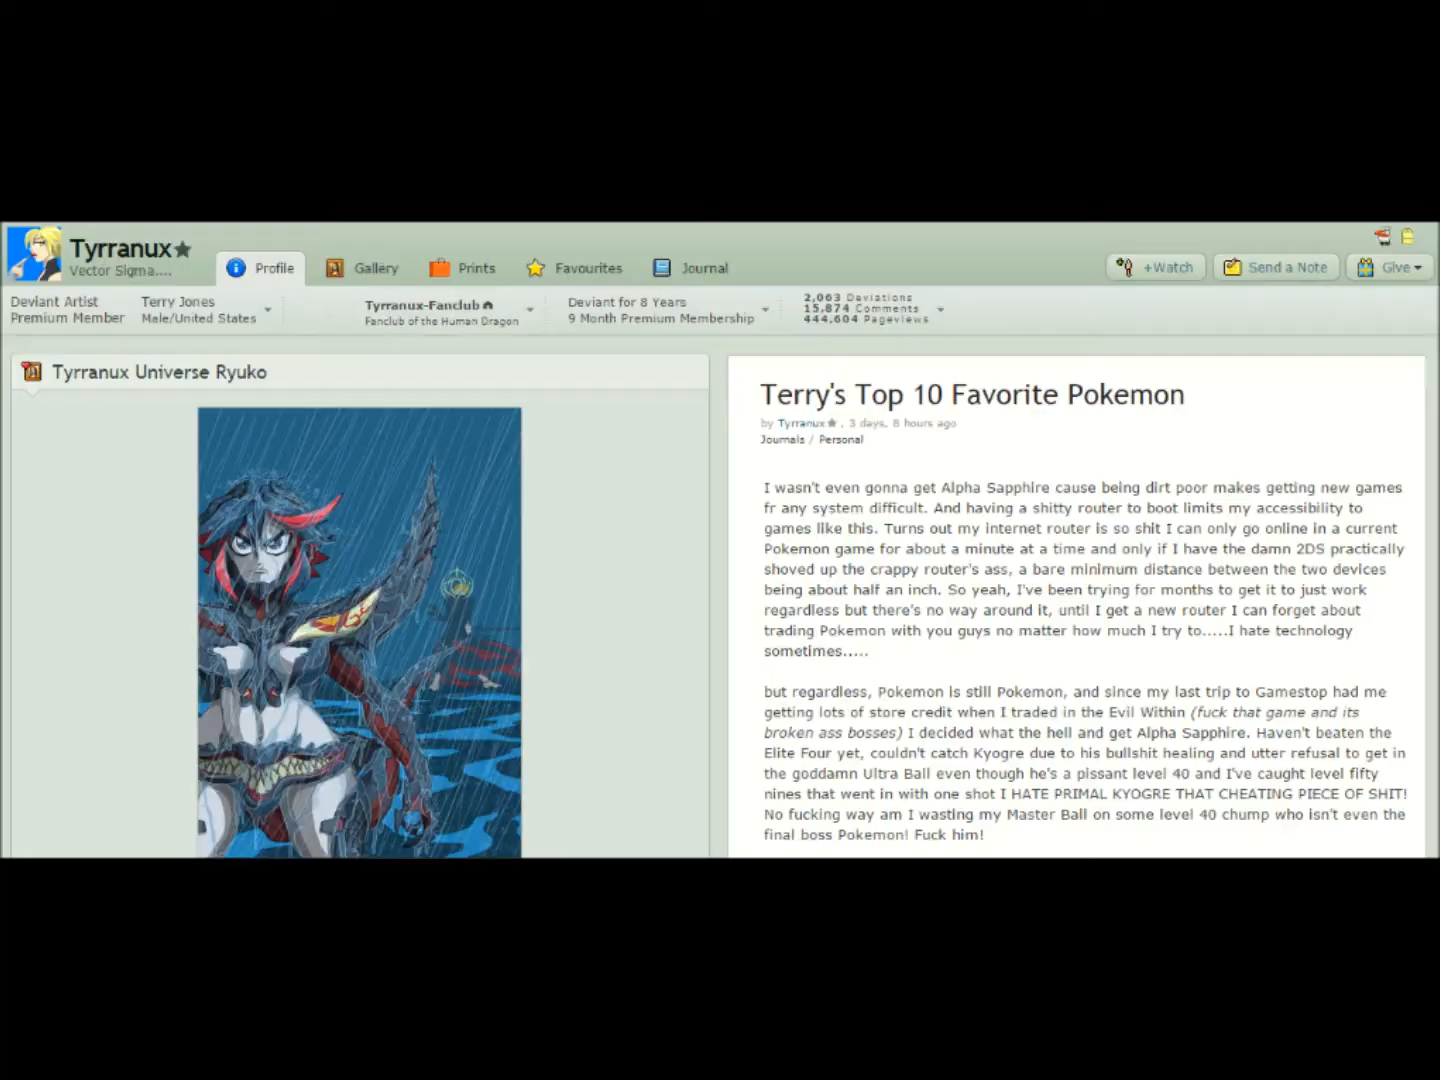 Tyrranux
Vector Sigma....
Profile
Gallery
Prints
Favourites
Journal
+Watch
Send a Note
Give
Deviant Artist
Premium Member
Terry Jones
Male/United States
Tyrranux-Fanclub
Fanclub of the Human Dragon
Deviant for 8 Years
9 Month Premium Membership
2,063 Deviations
15,874 Comments
444,604 Pageviews
Tyrranux Universe Ryuko
Terry's Top 10 Favorite Pokemon
by Tyrranux, 3 days, 8 hours ago
Journals / Personal
I wasn't even gonna get Alpha Sapphire cause being dirt poor makes getting new games
fr any system difficult. And having a shitty router to boot limits my accessibility to
games like this. Turns out my internet router is so shit I can only go online in a current
Pokemon game for about a minute at a time and only if I have the damn 2DS practically
shoved up the crappy router's ass, a bare minimum distance between the two devices
being about half an inch. So yeah, I've been trying for months to get it to just work
regardless but there's no way around it, until I get a new router I can forget about
trading Pokemon with you guys no matter how much I try to.....I hate technology
sometimes.....
but regardless, Pokemon is still Pokemon, and since my last trip to Gamestop had me
getting lots of store credit when I traded in the Evil Within (fuck that game and its
broken ass bosses) I decided what the hell and get Alpha Sapphire. Haven't beaten the
Elite Four yet, couldn't catch Kyogre due to his bullshit healing and utter refusal to get in
the goddamn Ultra Ball even though he's a pissant level 40 and I've caught level fifty
nines that went in with one shot I HATE PRIMAL KYOGRE THAT CHEATING PIECE OF SHIT!
No fucking way am I wasting my Master Ball on some level 40 chump who isn't even the
final boss Pokemon! Fuck him!